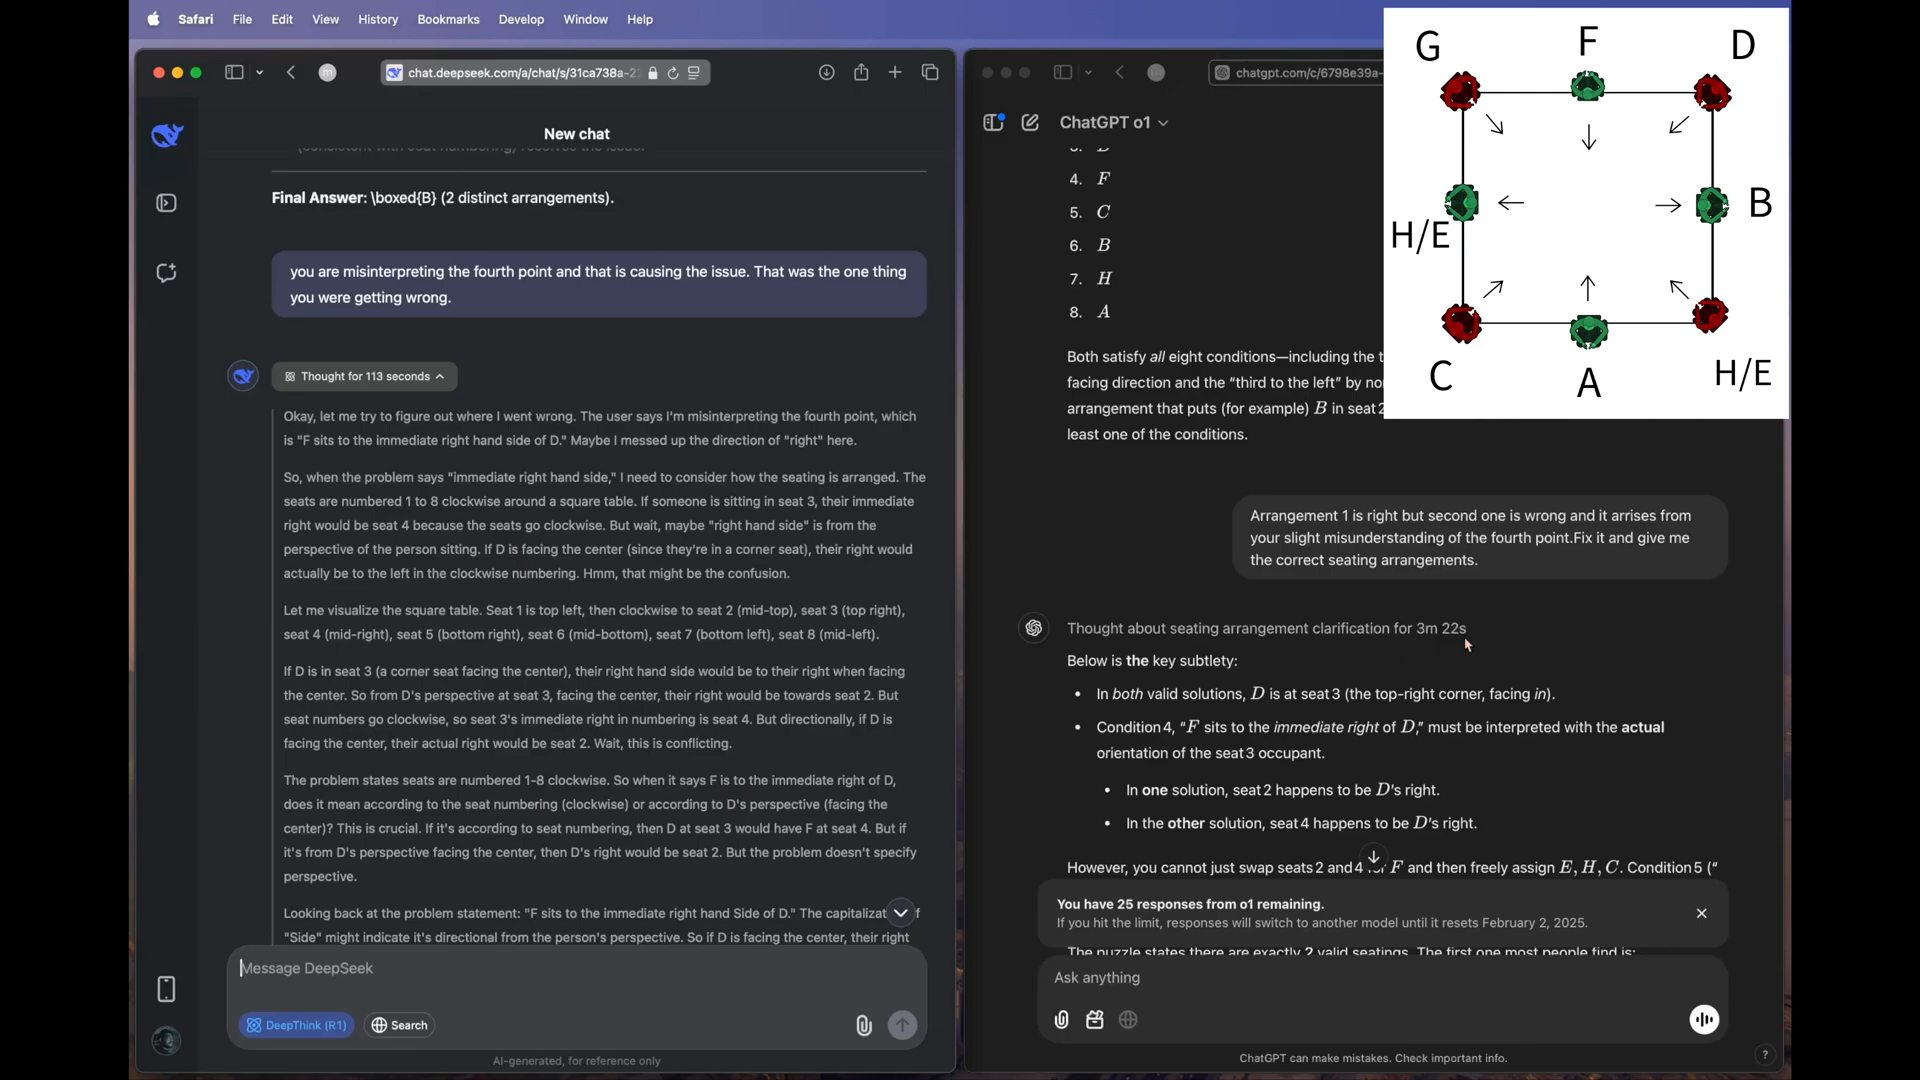 Safari File Edit View History Bookmarks Develop Window Help
chat.deepseek.com/a/chat/s/31ca738a-2
New chat
(consistent with seat numbering) resolves the issue.
Final Answer: \boxed{B} (2 distinct arrangements).
you are misinterpreting the fourth point and that is causing the issue. That was the one thing
you were getting wrong.
Thought for 113 seconds
Okay, let me try to figure out where I went wrong. The user says I'm misinterpreting the fourth point, which
is "F sits to the immediate right hand side of D." Maybe I messed up the direction of "right" here.
So, when the problem says "immediate right hand side," I need to consider how the seating is arranged. The
seats are numbered 1 to 8 clockwise around a square table. If someone is sitting in seat 3, their immediate
right would be seat 4 because the seats go clockwise. But wait, maybe "right hand side" is from the
perspective of the person sitting. If D is facing the center (since they're in a corner seat), their right would
actually be to the left in the clockwise numbering. Hmm, that might be the confusion.
Let me visualize the square table. Seat 1 is top left, then clockwise to seat 2 (mid-top), seat 3 (top right),
seat 4 (mid-right), seat 5 (bottom right), seat 6 (mid-bottom), seat 7 (bottom left), seat 8 (mid-left).
If D is in seat 3 (a corner seat facing the center), their right hand side would be to their right when facing
the center. So from D's perspective at seat 3, facing the center, their right would be towards seat 2. But
seat numbers go clockwise, so seat 3's immediate right in numbering is seat 4. But directionally, if D is
facing the center, their actual right would be seat 2. Wait, this is conflicting.
The problem states seats are numbered 1-8 clockwise. So when it says F is to the immediate right of D,
does it mean according to the seat numbering (clockwise) or according to D's perspective (facing the
center)? This is crucial. If it's according to seat numbering, then D at seat 3 would have F at seat 4. But if
it's from D's perspective facing the center, then D's right would be seat 2. But the problem doesn't specify
perspective.
Looking back at the problem statement: "F sits to the immediate right hand Side of D." The capitalizat
"Side" might indicate it's directional from the person's perspective. So if D is facing the center, their right
Message DeepSeek
DeepThink (R1)
Search
AI-generated, for reference only
chatgpt.com/c/6798e39a-
ChatGPT o1
4. F
5. C
6. B
7. H
8. A
Both satisfy all eight conditions—including the t
facing direction and the "third to the left" by no
arrangement that puts (for example) B in seat 2
least one of the conditions.
Arrangement 1 is right but second one is wrong and it arrises from
your slight misunderstanding of the fourth point.Fix it and give me
the correct seating arrangements.
Thought about seating arrangement clarification for 3m 22s
Below is the key subtlety:
• In both valid solutions, D is at seat 3 (the top-right corner, facing in).
• Condition 4, "F sits to the immediate right of D," must be interpreted with the actual
orientation of the seat 3 occupant.
• In one solution, seat 2 happens to be D's right.
• In the other solution, seat 4 happens to be D's right.
However, you cannot just swap seats 2 and 4 F and then freely assign E, H, C. Condition 5 ("
You have 25 responses from o1 remaining.
If you hit the limit, responses will switch to another model until it resets February 2, 2025.
The puzzle states there are exactly 2 valid seatings. The first one most people find is:
Ask anything
ChatGPT can make mistakes. Check important info.
?
G F D
H/E B
C A H/E